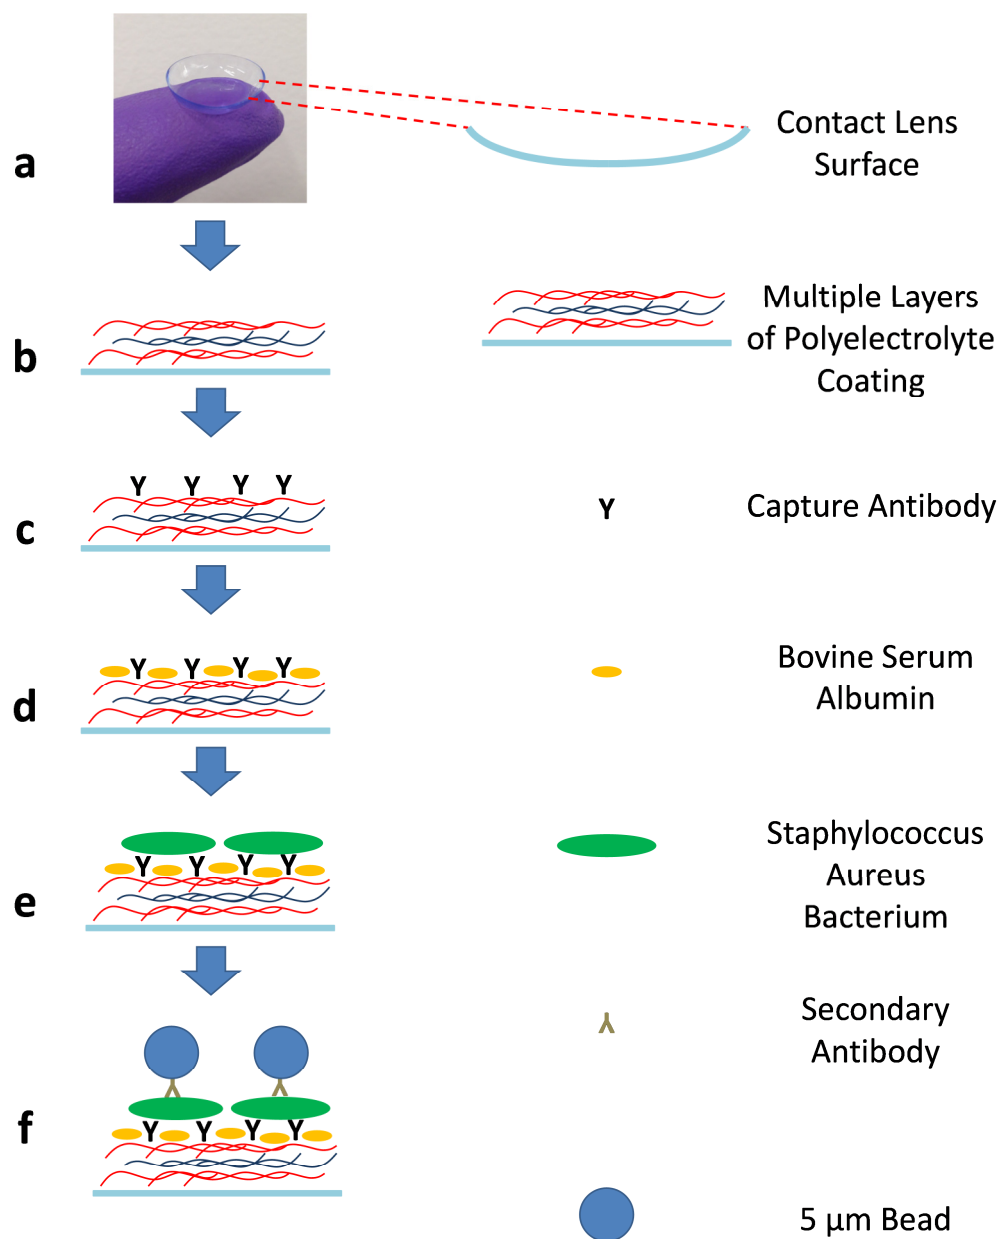 a
Contact Lens
Surface
b
Multiple Layers
of Polyelectrolyte
Coating
c
Capture Antibody
d
Bovine Serum
Albumin
e
Staphylococcus
Aureus
Bacterium
Secondary
Antibody
f
5 µm Bead